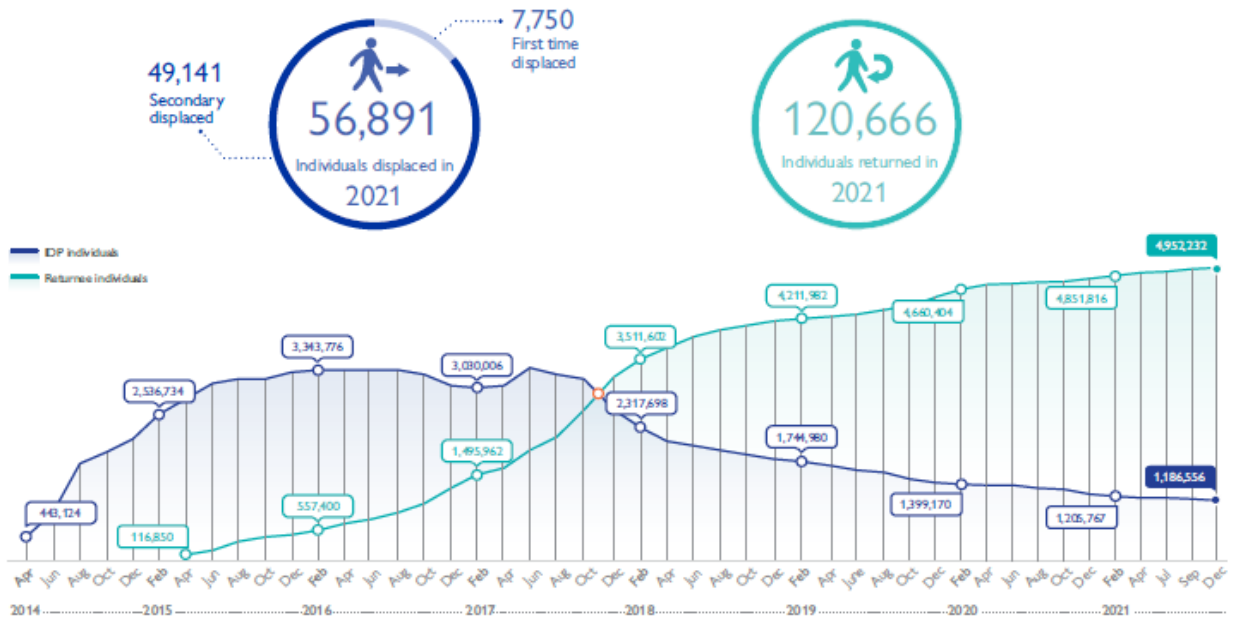 7,750
First time
displaced
49,141
Secondary
displaced
56,891
Individuals displaced in
2021
120,666
Individuals returned in
2021
IDP individuals
Returnee individuals
4,952,232
4,211,982
4,660,404
4,851,816
3,511,602
3,343,776
3,030,006
2,536,734
2,317,698
1,744,980
1,495,962
1,186,556
443,124
557,400
1,399,170
1,205,767
116,850
Apr Jun Aug Oct Dec Feb Apr Jun Aug Oct Dec Feb Apr Jun Aug Oct Dec Feb Apr Jun Aug Oct Dec Feb Apr Jun Aug Oct Dec Feb Apr June Aug Oct Dec Feb Apr Jun Aug Oct Dec Feb Apr Jul Sep Dec
2014 2015 2016 2017 2018 2019 2020 2021